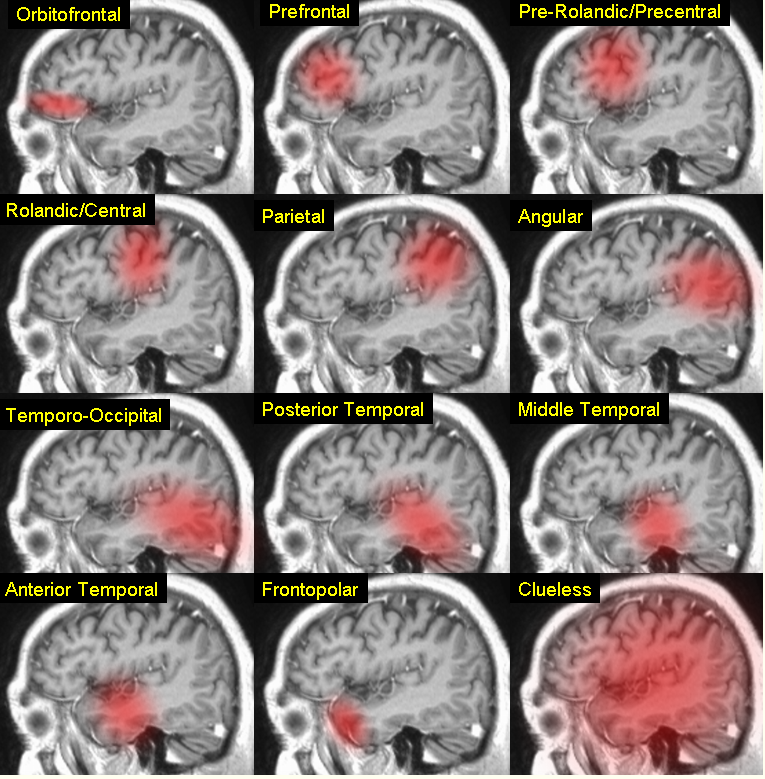 Orbitofrontal
Prefrontal
Pre-Rolandic/Precentral
Rolandic/Central
Parietal
Angular
Temporo-Occipital
Posterior Temporal
Middle Temporal
Anterior Temporal
Frontopolar
Clueless